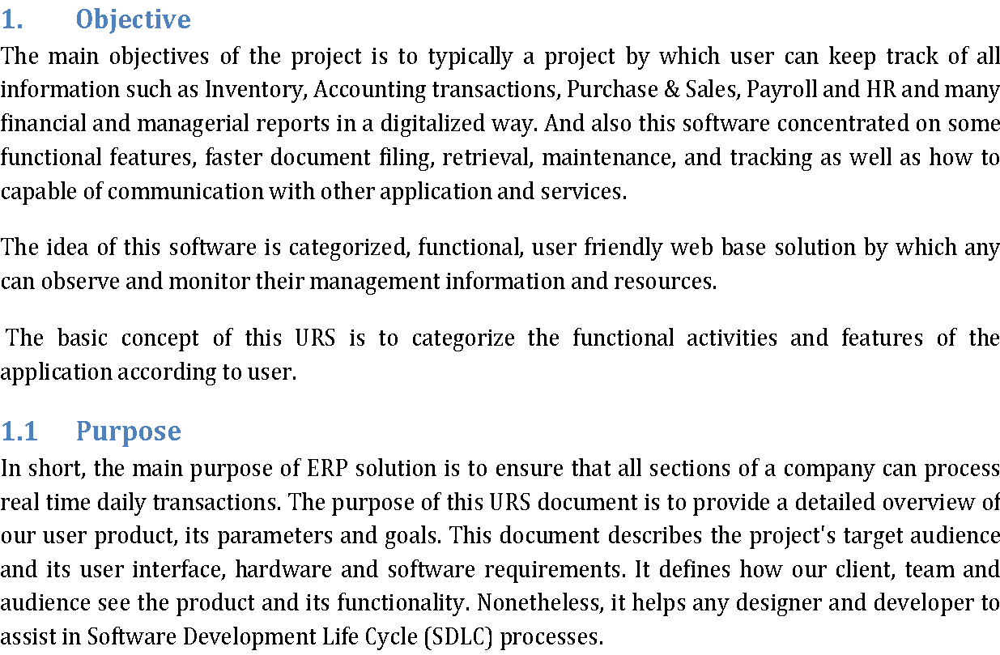 1. Objective
The main objectives of the project is to typically a project by which user can keep track of all
information such as Inventory, Accounting transactions, Purchase & Sales, Payroll and HR and many
financial and managerial reports in a digitalized way. And also this software concentrated on some
functional features, faster document filing, retrieval, maintenance, and tracking as well as how to
capable of communication with other application and services.
The idea of this software is categorized, functional, user friendly web base solution by which any
can observe and monitor their management information and resources.
The basic concept of this URS is to categorize the functional activities and features of the
application according to user.
1.1 Purpose
In short, the main purpose of ERP solution is to ensure that all sections of a company can process
real time daily transactions. The purpose of this URS document is to provide a detailed overview of
our user product, its parameters and goals. This document describes the project's target audience
and its user interface, hardware and software requirements. It defines how our client, team and
audience see the product and its functionality. Nonetheless, it helps any designer and developer to
assist in Software Development Life Cycle (SDLC) processes.